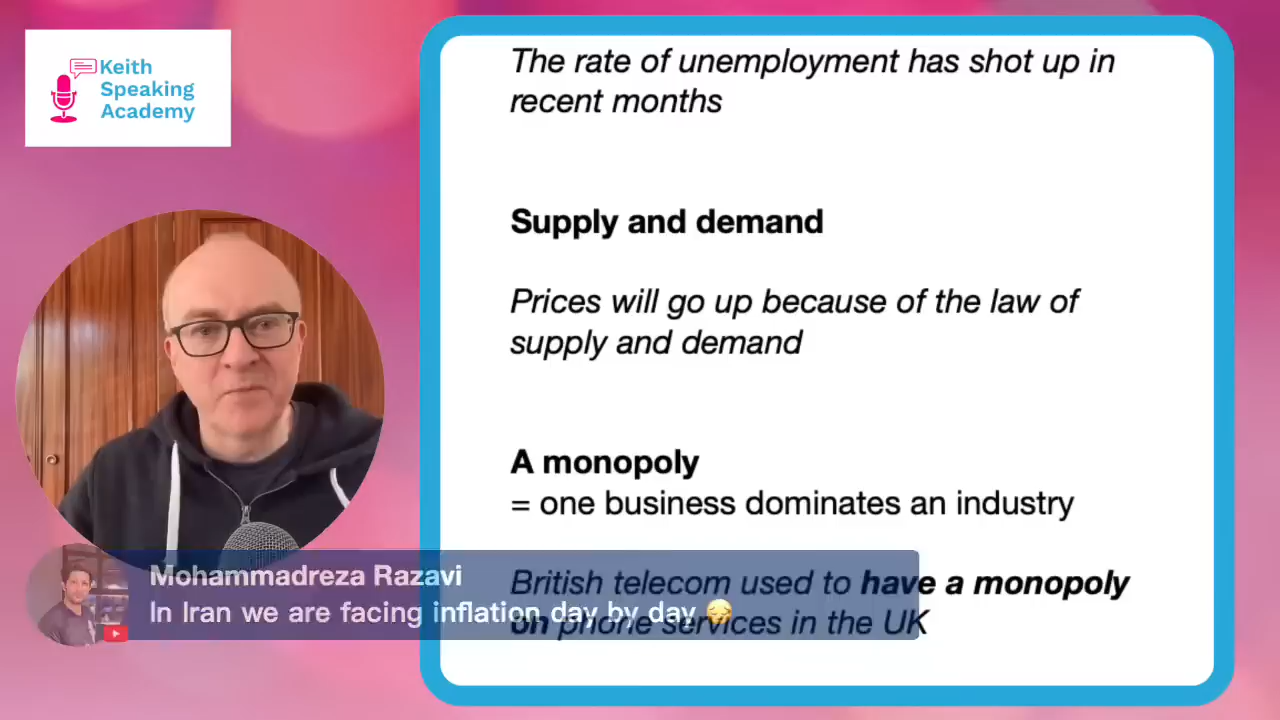 Keith
Speaking
Academy
The rate of unemployment has shot up in
recent months
Supply and demand
Prices will go up because of the law of
supply and demand
A monopoly
= one business dominates an industry
British telecom used to have a monopoly
on phone services in the UK
Mohammadreza Razavi
In Iran we are facing inflation day by day 😔